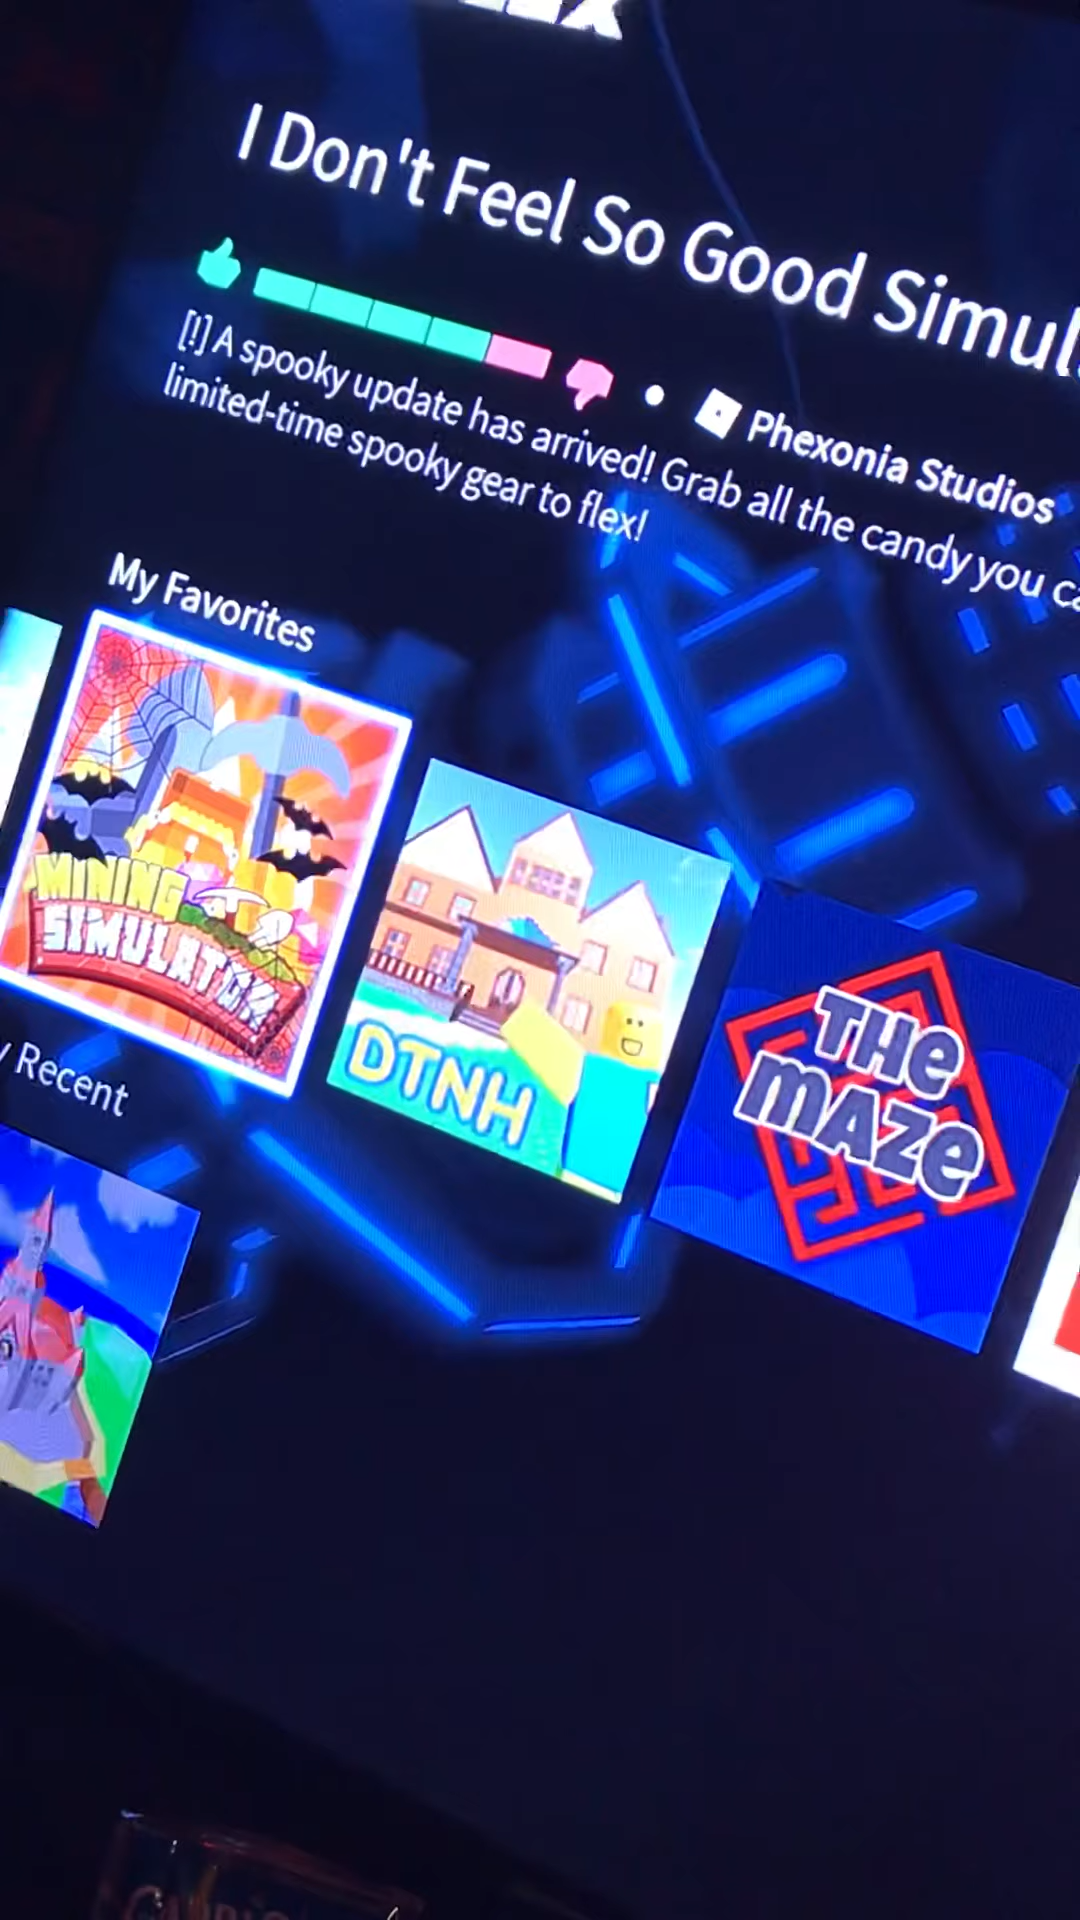 I Don't Feel So Good Simul
Phexonia Studios
[!] A spooky update has arrived! Grab all the candy you ca
limited-time spooky gear to flex!
My Favorites
MINING
SIMULATOR
DTNH
THE
MAZE
Recent